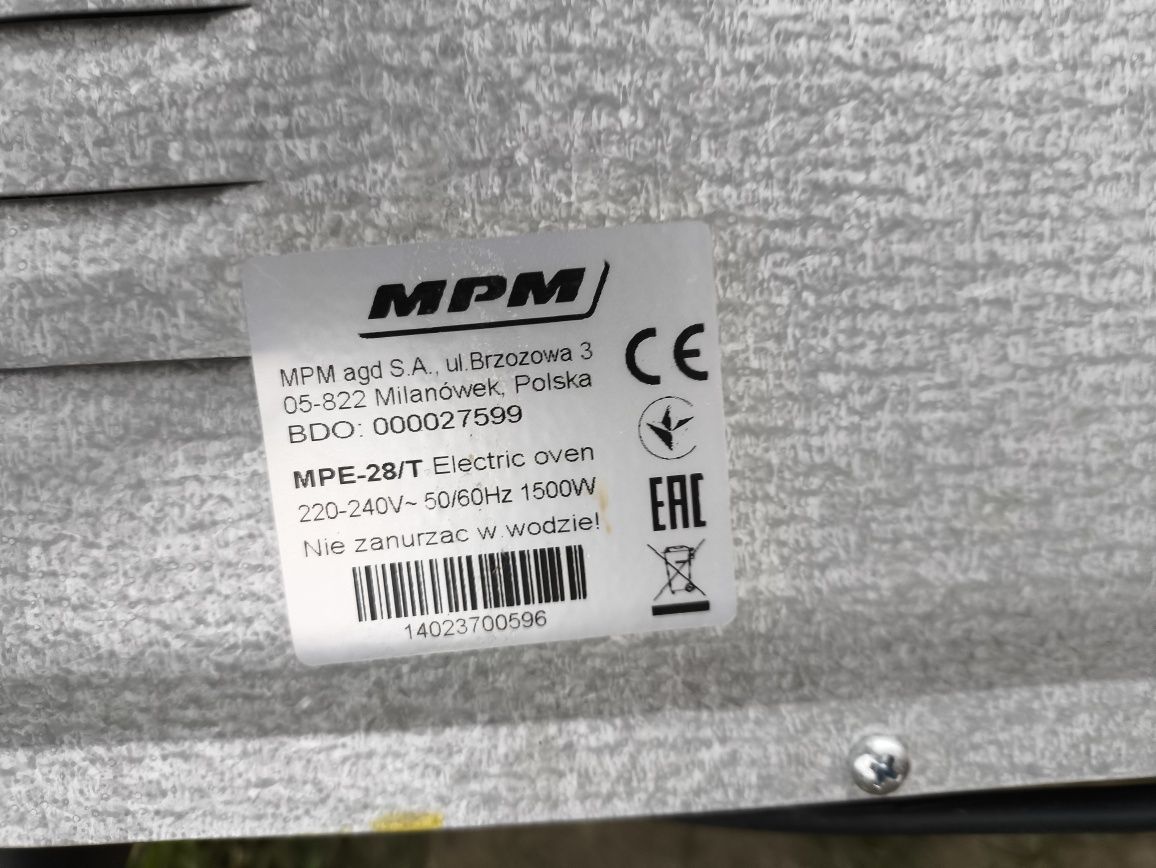 MPM
MPM agd S.A., ul.Brzozowa 3
05-822 Milanówek, Polska
BDO: 000027599
MPE-28/T Electric oven
220-240V~ 50/60Hz 1500W
Nie zanurzac w wodzie!
14023700596
CE
EAC